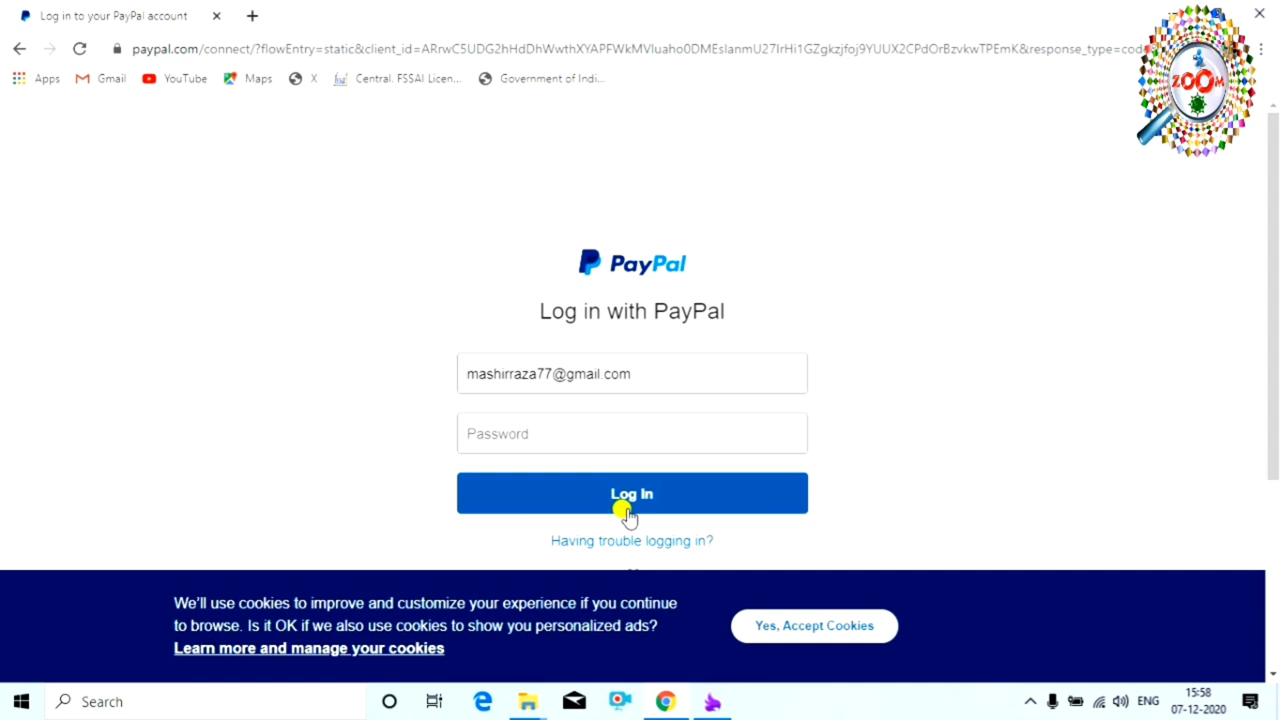 Log in to your PayPal account
paypal.com/connect/?flowEntry=static&client_id=ARrwC5UDG2hHdDhWwthXYAPFWkMVluaho0DMEslanmU27IrHi1GZgkzjfoj9YUUX2CPdOrBzvkwTPEmK&response_type=code
Apps Gmail YouTube Maps X Central. FSSAI Licen... Government of Indi...
ZOOM
PayPal
Log in with PayPal
mashirraza77@gmail.com
Password
Log In
Having trouble logging in?
We'll use cookies to improve and customize your experience if you continue
to browse. Is it OK if we also use cookies to show you personalized ads?
Learn more and manage your cookies
Yes, Accept Cookies
Search
ENG
15:58
07-12-2020